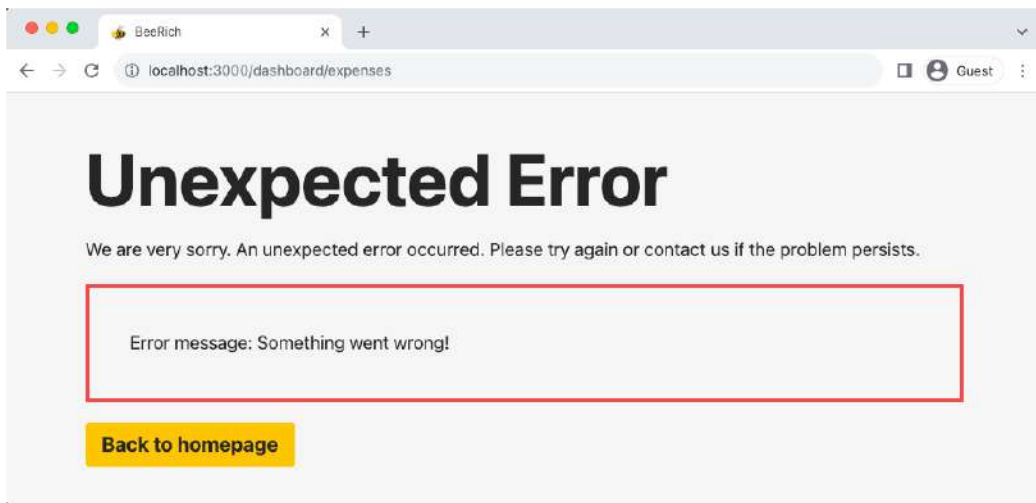 BeeRich
localhost:3000/dashboard/expenses
Guest
Unexpected Error
We are very sorry. An unexpected error occurred. Please try again or contact us if the problem persists.
Error message: Something went wrong!
Back to homepage